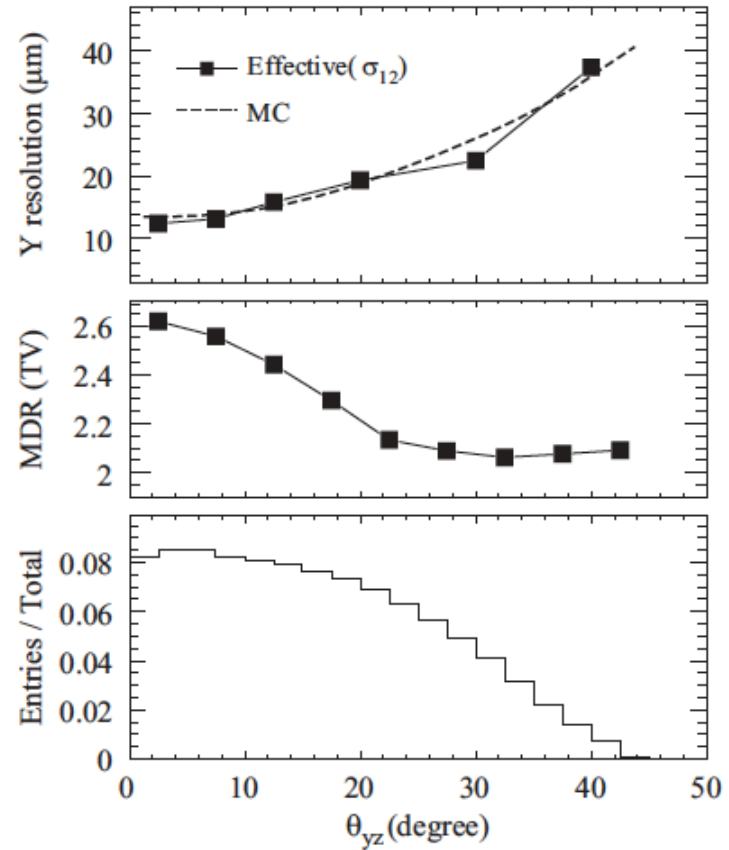 40
30
20
10
Y resolution (μm)
Effective( σ12)
MC
2.6
2.4
2.2
2
MDR (TV)
0.08
0.06
0.04
0.02
0
Entries / Total
0 10 20 30 40 50
θyz (degree)